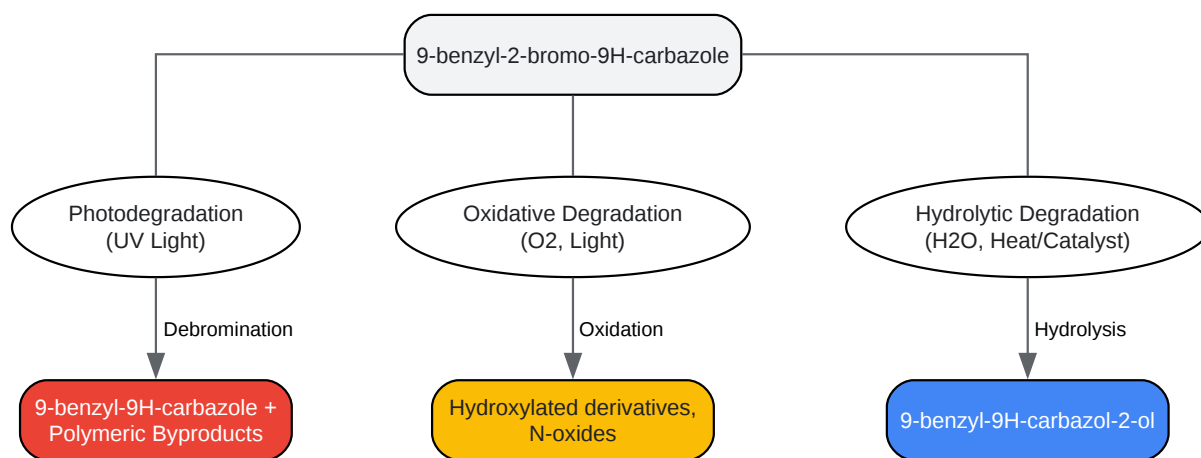 9-benzyl-2-bromo-9H-carbazole
Photodegradation
(UV Light)
Oxidative Degradation
(O2, Light)
Hydrolytic Degradation
(H2O, Heat/Catalyst)
Debromination
Oxidation
Hydrolysis
9-benzyl-9H-carbazole +
Polymeric Byproducts
Hydroxylated derivatives,
N-oxides
9-benzyl-9H-carbazol-2-ol